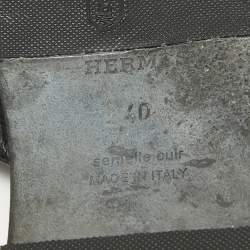 HERMES
40
semelle cuir
MADE IN ITALY